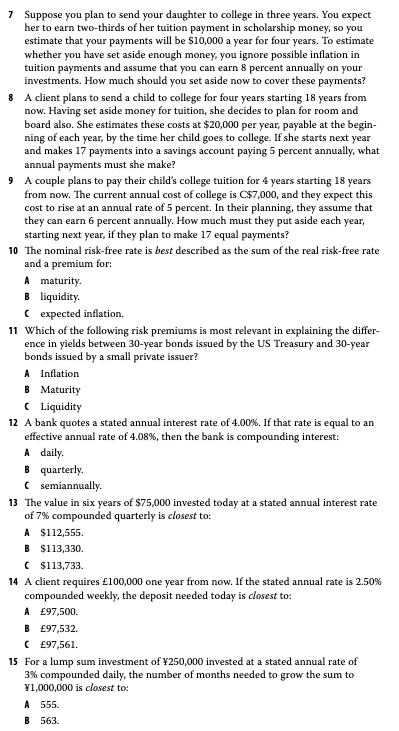 7 Suppose you plan to send your daughter to college in three years. You expect
her to earn two-thirds of her tuition payment in scholarship money, so you
estimate that your payments will be $10,000 a year for four years. To estimate
whether you have set aside enough money, you ignore possible inflation in
tuition payments and assume that you can earn 8 percent annually on your
investments. How much should you set aside now to cover these payments?
8 A client plans to send a child to college for four years starting 18 years from
now. Having set aside money for tuition, she decides to plan for room and
board also. She estimates these costs at $20,000 per year, payable at the begin-
ning of each year, by the time her child goes to college. If she starts next year
and makes 17 payments into a savings account paying 5 percent annually, what
annual payments must she make?
9 A couple plans to pay their child's college tuition for 4 years starting 18 years
from now. The current annual cost of college is C$7,000, and they expect this
cost to rise at an annual rate of 5 percent. In their planning, they assume that
they can earn 6 percent annually. How much must they put aside each year,
starting next year, if they plan to make 17 equal payments?
10 The nominal risk-free rate is best described as the sum of the real risk-free rate
and a premium for:
A maturity.
B liquidity.
C expected inflation.
11 Which of the following risk premiums is most relevant in explaining the differ-
ence in yields between 30-year bonds issued by the US Treasury and 30-year
bonds issued by a small private issuer?
A Inflation
B Maturity
C Liquidity
12 A bank quotes a stated annual interest rate of 4.00%. If that rate is equal to an
effective annual rate of 4.08%, then the bank is compounding interest:
A daily.
B quarterly.
C semiannually.
13 The value in six years of $75,000 invested today at a stated annual interest rate
of 7% compounded quarterly is closest to:
A $112,555.
B $113,330.
C $113,733.
14 A client requires £100,000 one year from now. If the stated annual rate is 2.50%
compounded weekly, the deposit needed today is closest to:
A £97,500.
B £97,532.
C £97,561.
15 For a lump sum investment of ¥250,000 invested at a stated annual rate of
3% compounded daily, the number of months needed to grow the sum to
¥1,000,000 is closest to:
A 555.
B 563.